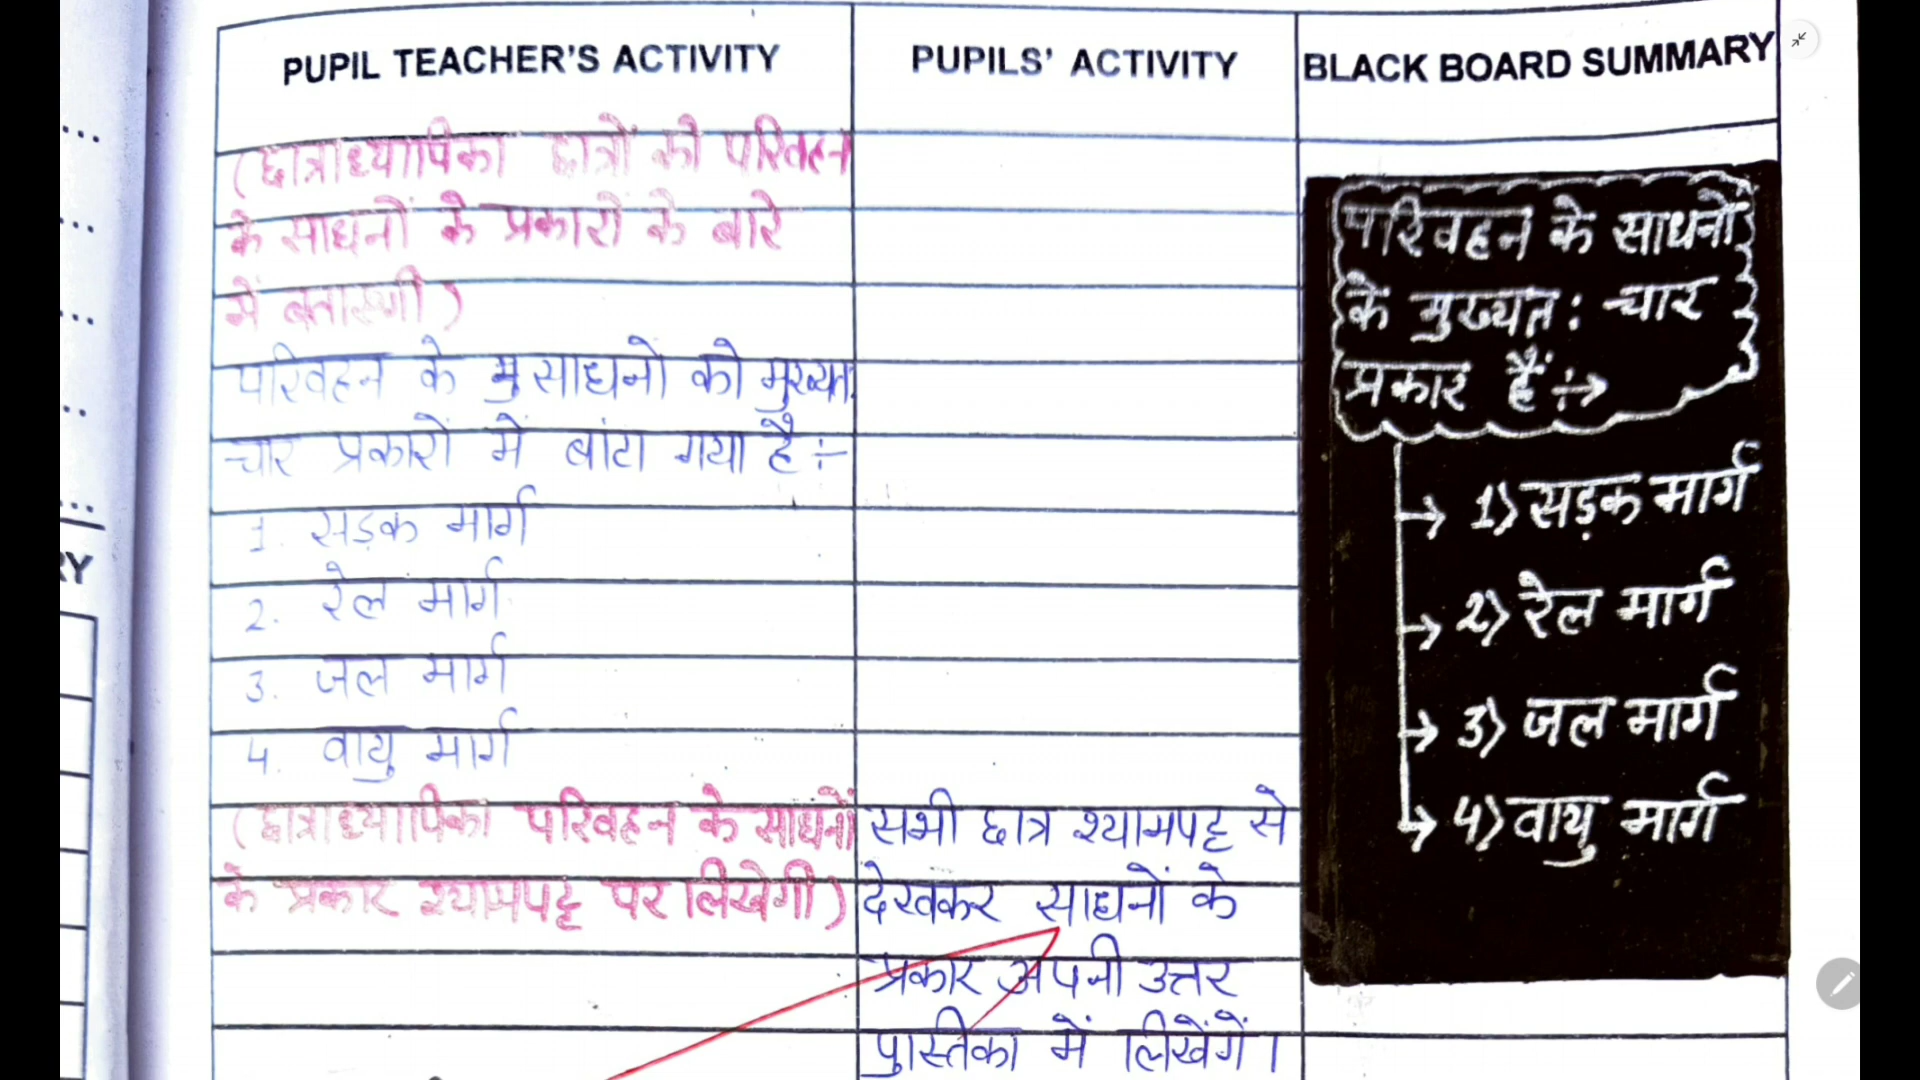 PUPIL TEACHER'S ACTIVITY
PUPILS' ACTIVITY
BLACK BOARD SUMMARY
(छात्राध्यापिका छात्रों को परिवहन
के साधनों के प्रकारों के बारे
में बताएगी)
परिवहन के मु साधनों को मुख्यतः
चार प्रकारों में बांटा गया है :-
1. सड़क मार्ग
2. रेल मार्ग
3. जल मार्ग
4. वायु मार्ग
(छात्राध्यापिका परिवहन के साधनों
के प्रकार श्यामपट्ट पर लिखेगी)
सभी छात्र श्यामपट्ट से
देखकर साधनों के
प्रकार अपनी उत्तर
पुस्तिका में लिखेंगें।
परिवहन के साधनों
के मुख्यत: चार
प्रकार हैं :→
→ 1) सड़क मार्ग
→ 2) रेल मार्ग
→ 3) जल मार्ग
→ 4) वायु मार्ग